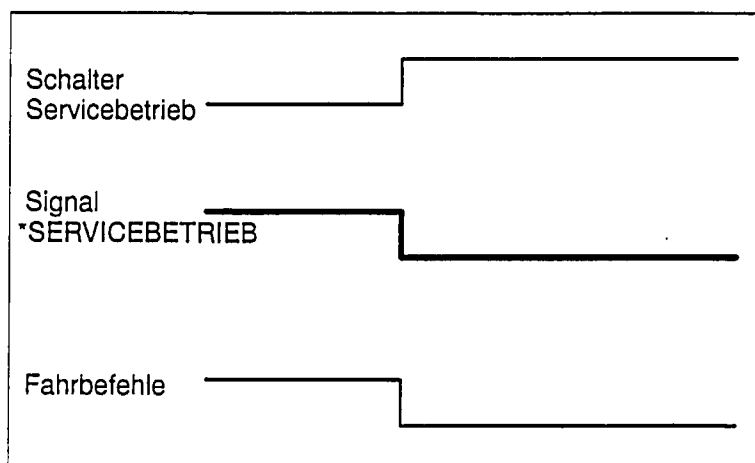 Schalter
Servicebetrieb
Signal
*SERVICEBETRIEB
Fahrbefehle